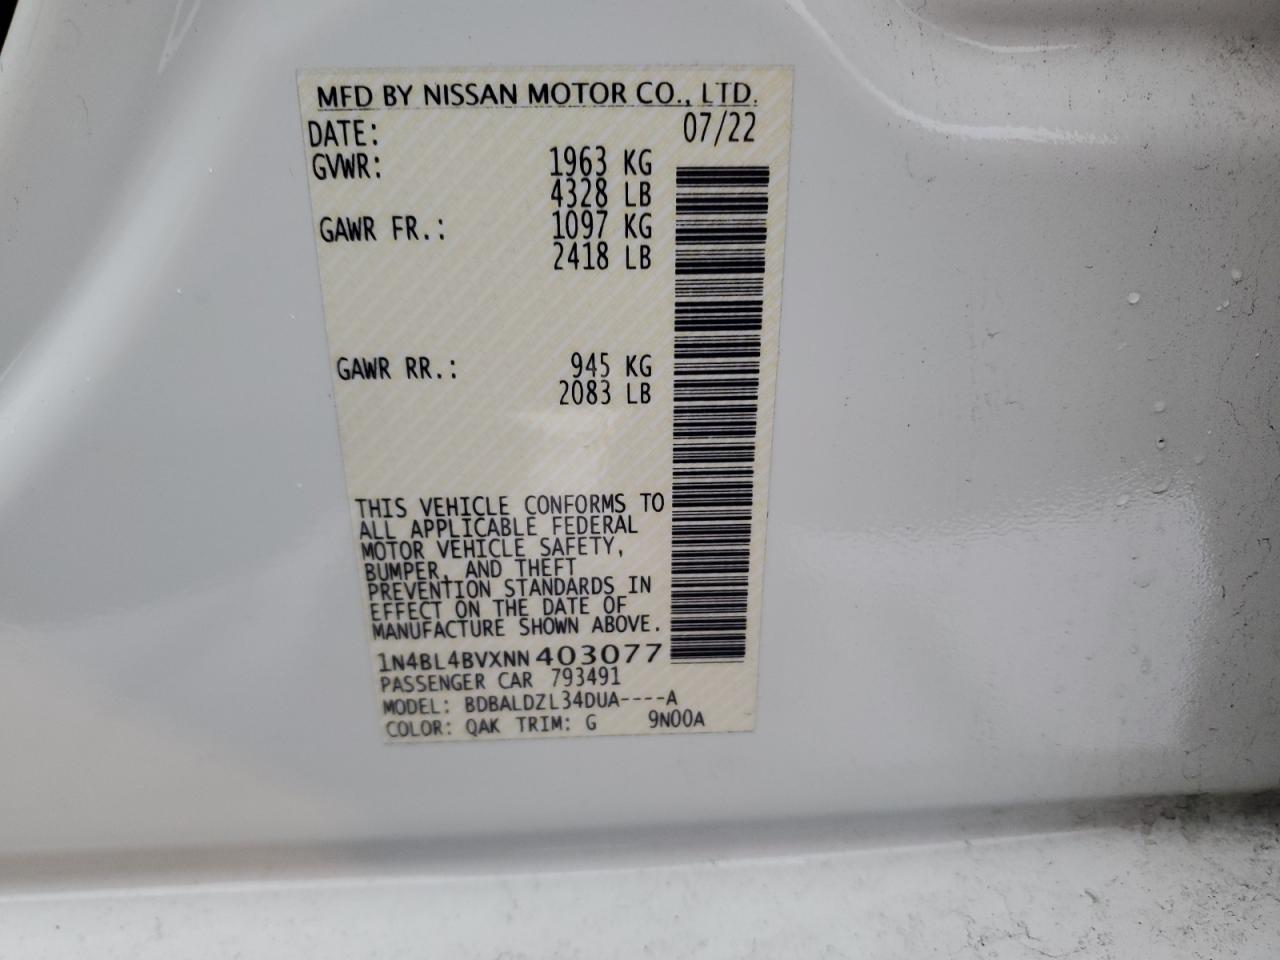 MFD BY NISSAN MOTOR CO., LTD.
DATE: 07/22
GVWR: 1963 KG
4328 LB
GAWR FR.: 1097 KG
2418 LB
GAWR RR.: 945 KG
2083 LB
THIS VEHICLE CONFORMS TO
ALL APPLICABLE FEDERAL
MOTOR VEHICLE SAFETY,
BUMPER, AND THEFT
PREVENTION STANDARDS IN
EFFECT ON THE DATE OF
MANUFACTURE SHOWN ABOVE.
1N4BL4BVXNN403077
PASSENGER CAR 793491
MODEL: BDBALDZL34DUA----A
COLOR: QAK TRIM: G 9N00A